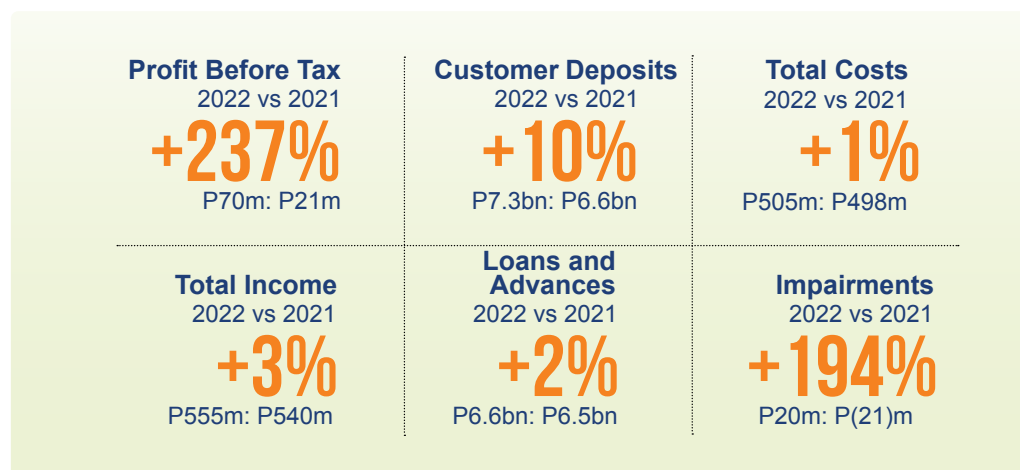 Profit Before Tax
2022 vs 2021
+237%
P70m: P21m
Customer Deposits
2022 vs 2021
+10%
P7.3bn: P6.6bn
Total Costs
2022 vs 2021
+1%
P505m: P498m
Total Income
2022 vs 2021
+3%
P555m: P540m
Loans and
Advances
2022 vs 2021
+2%
P6.6bn: P6.5bn
Impairments
2022 vs 2021
+194%
P20m: P(21)m